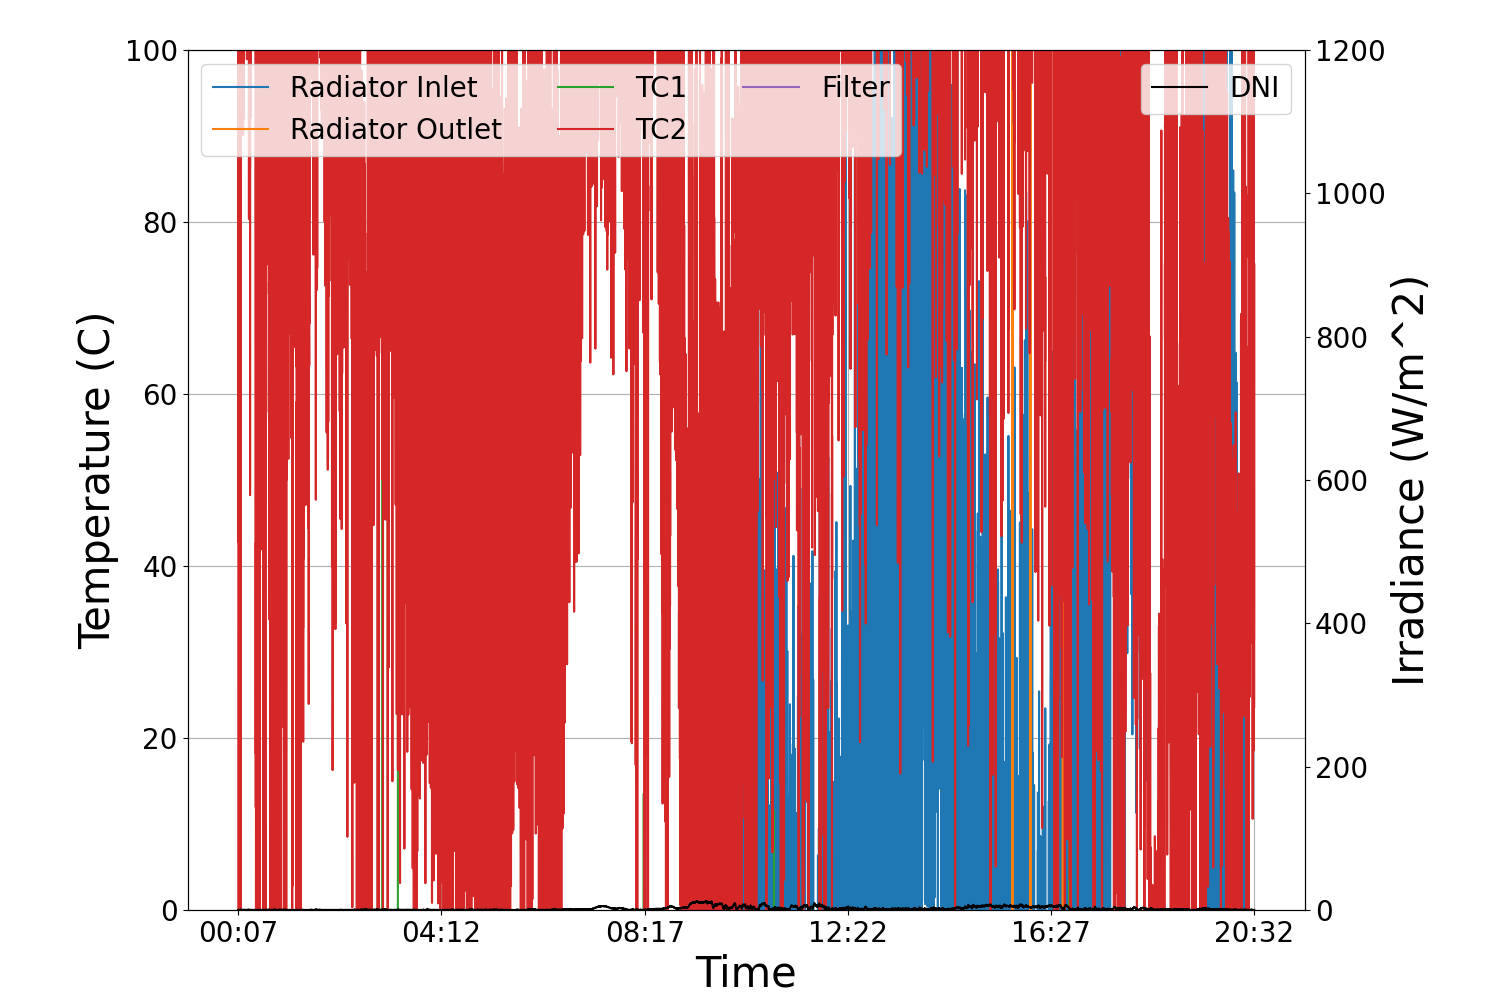 100
80
60
40
20
0
Temperature (C)
Radiator Inlet
Radiator Outlet
TC1
TC2
Filter
DNI
1200
1000
800
600
400
200
0
Irradiance (W/m^2)
00:07 04:12 08:17 12:22 16:27 20:32
Time